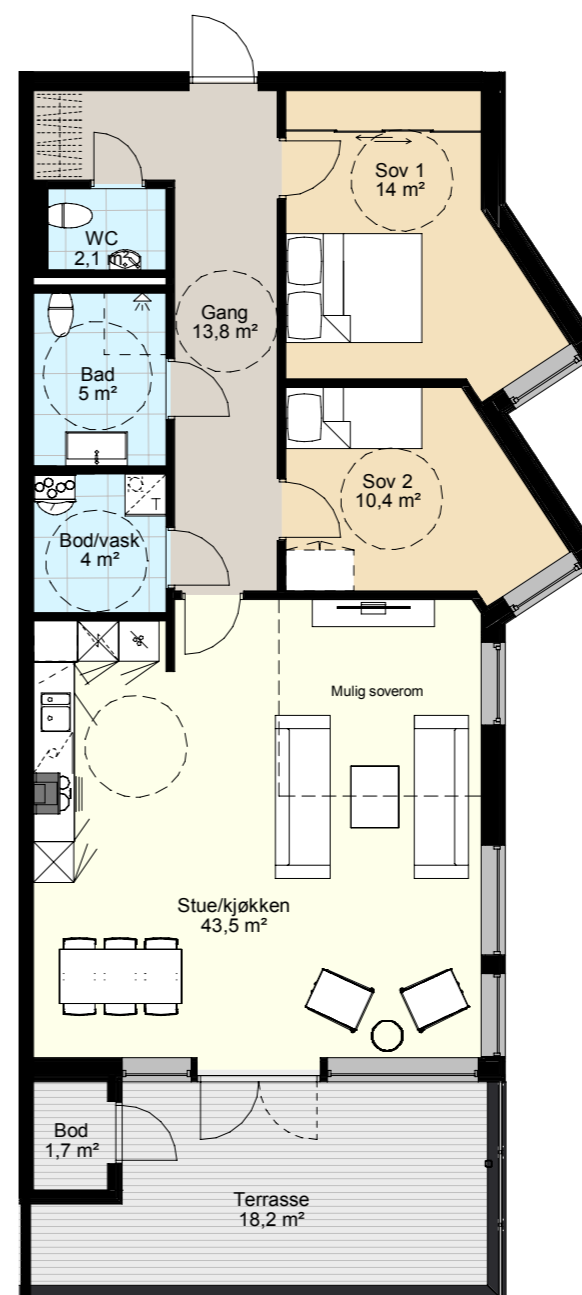 Sov 1
14 m²
WC
2,1 m²
Gang
13,8 m²
Bad
5 m²
Sov 2
10,4 m²
T
Bod/vask
4 m²
Mulig soverom
Stue/kjøkken
43,5 m²
Bod
1,7 m²
Terrasse
18,2 m²